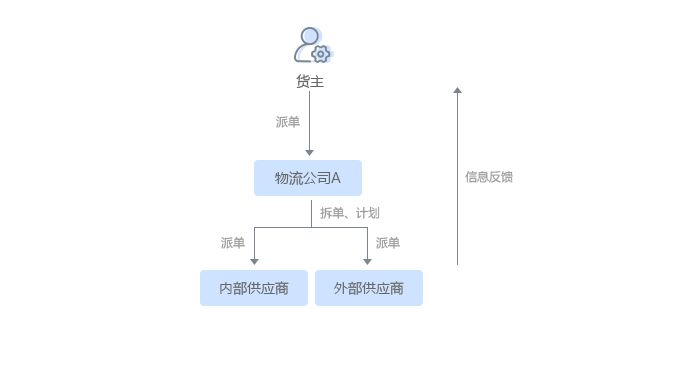 货主
派单
物流公司A
信息反馈
拆单、计划
派单
派单
内部供应商
外部供应商